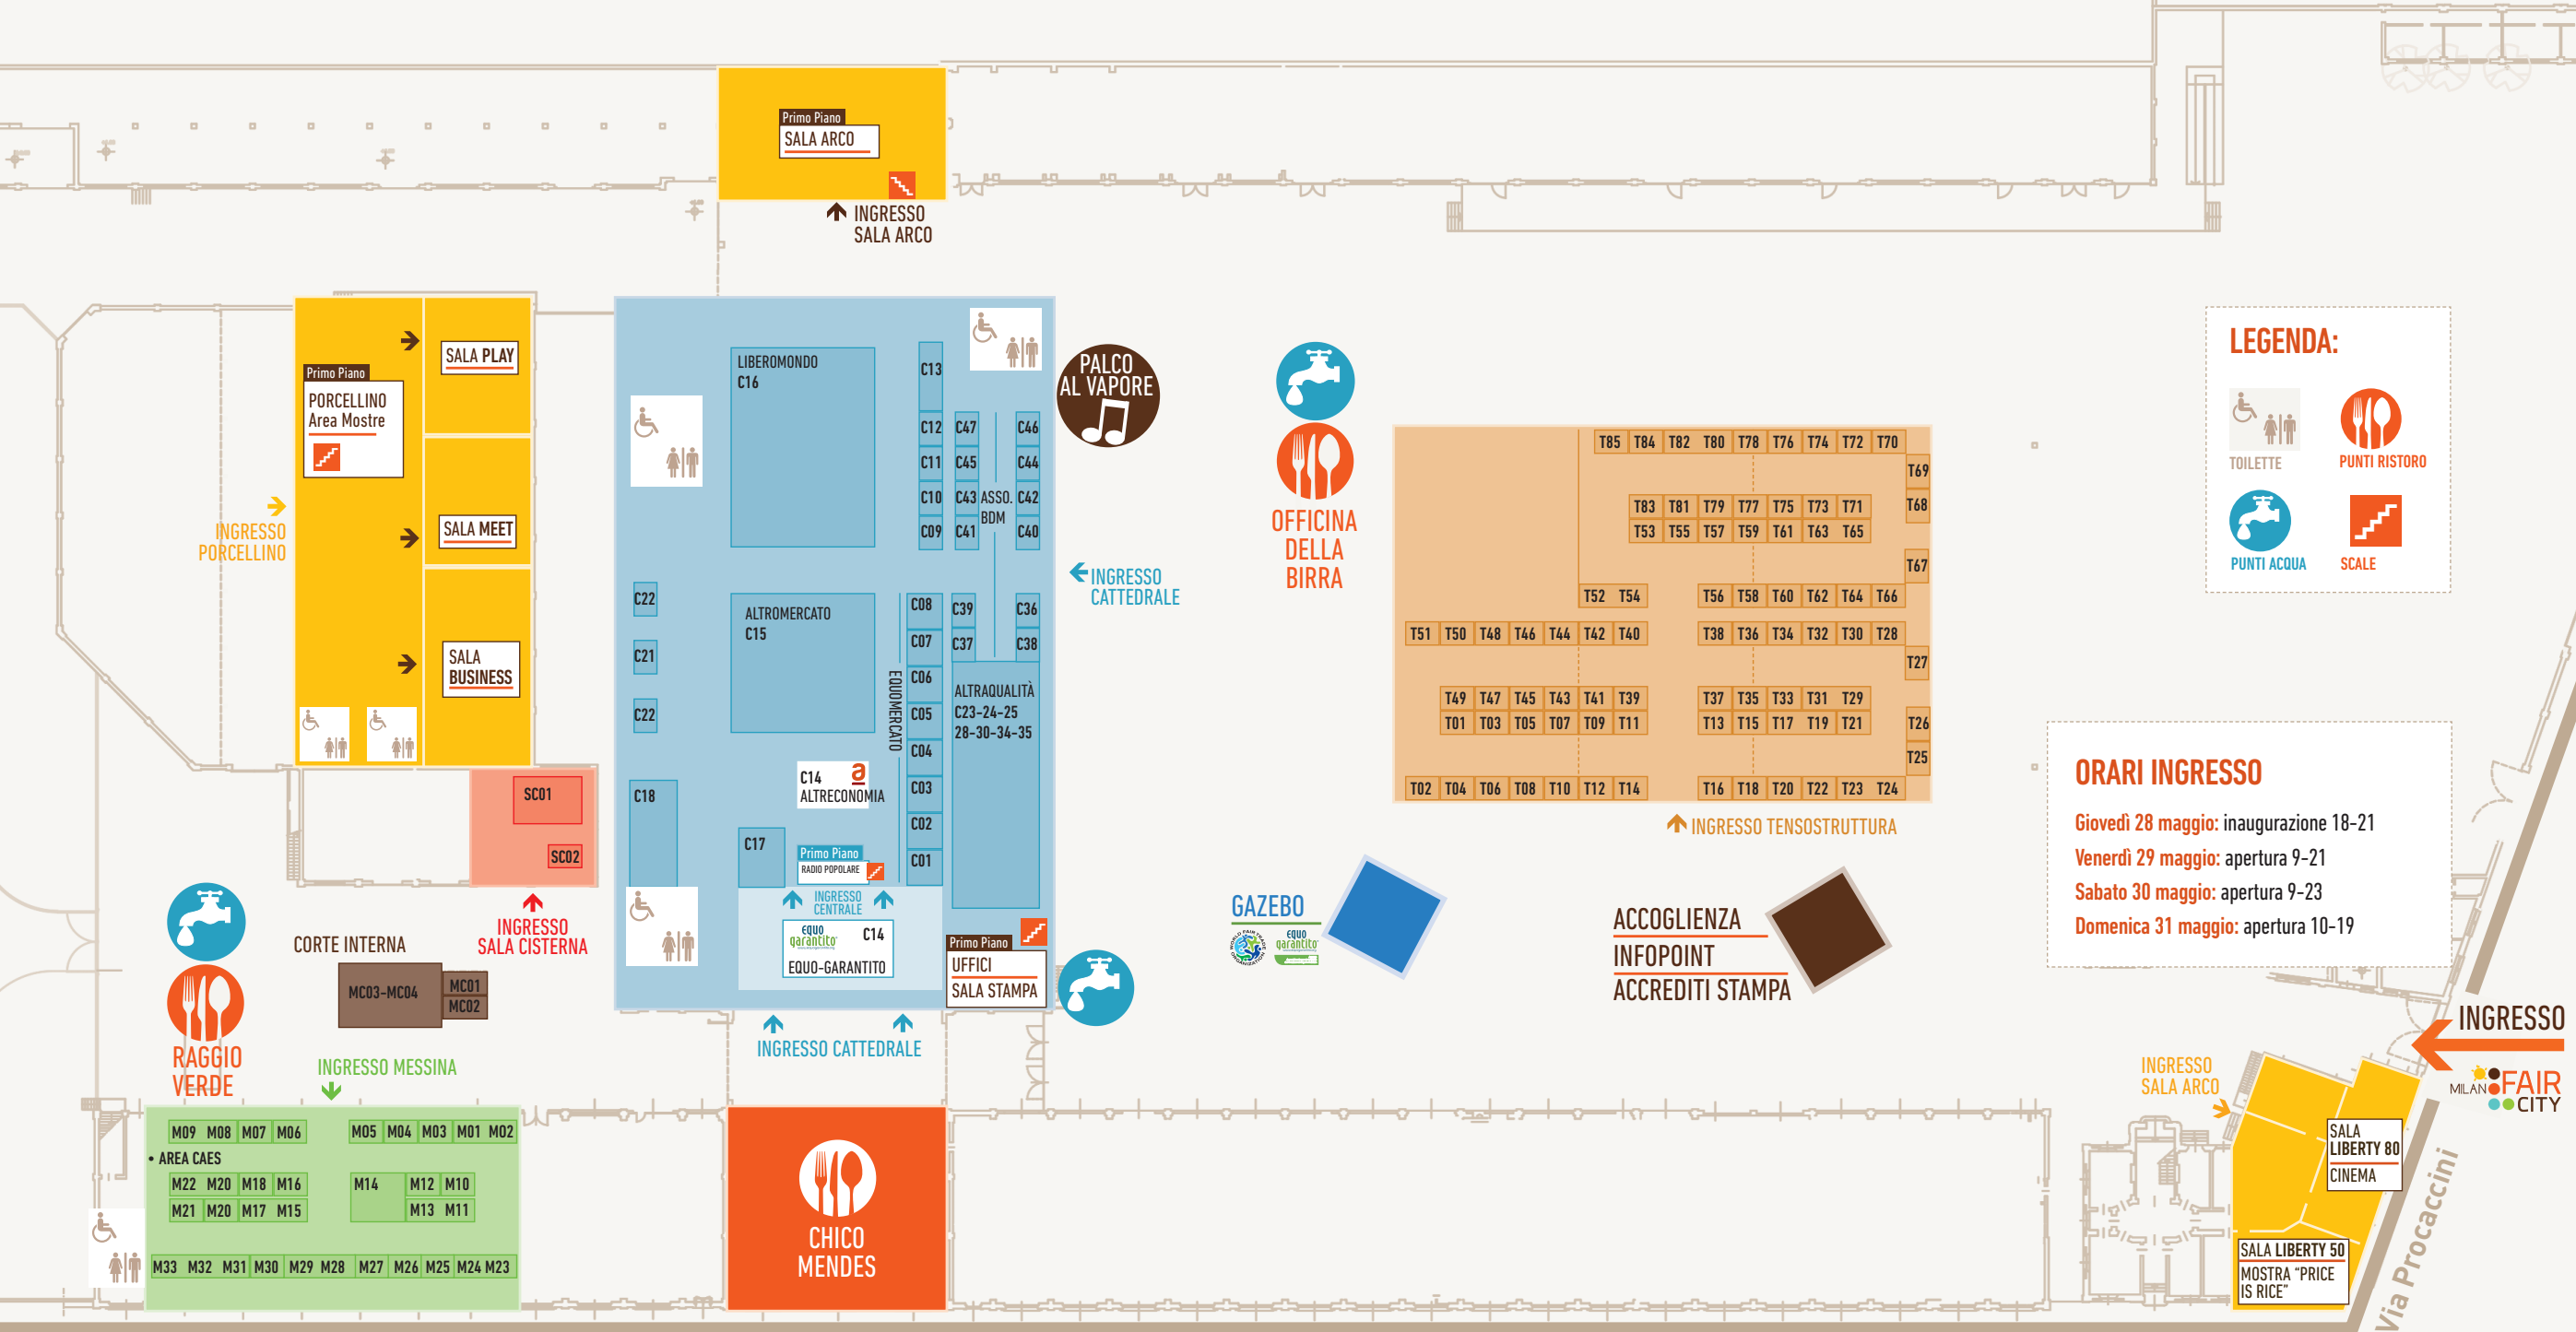 Primo Piano
SALA ARCO
INGRESSO
SALA ARCO
SALA PLAY
Primo Piano
PORCELLINO
Area Mostre
SALA MEET
INGRESSO
PORCELLINO
SALA
BUSINESS
SC01
SC02
INGRESSO
SALA CISTERNA
LIBEROMONDO
C16
C13
C12 C47 C46
C11 C45 C44
C10 C43 ASSO. C42
BDM
C09 C41 C40
PALCO
AL VAPORE
INGRESSO
CATTEDRALE
C22
C21
C22
ALTROMERCATO
C15
C08 C39 C36
C07 C37 C38
C06
C05
C04
C03
C02
C01
EQUOMERCATO
ALTRAQUALITÀ
C23-24-25
28-30-34-35
C14 a
ALTRECONOMIA
C18
C17
Primo Piano
RADIO POPOLARE
INGRESSO
CENTRALE
equo
garantito
C14
EQUO-GARANTITO
Primo Piano
UFFICI
SALA STAMPA
INGRESSO CATTEDRALE
OFFICINA
DELLA
BIRRA
T85 T84 T82 T80 T78 T76 T74 T72 T70
T69
T68
T83 T81 T79 T77 T75 T73 T71
T53 T55 T57 T59 T61 T63 T65
T67
T52 T54 T56 T58 T60 T62 T64 T66
T51 T50 T48 T46 T44 T42 T40 T38 T36 T34 T32 T30 T28
T27
T49 T47 T45 T43 T41 T39 T37 T35 T33 T31 T29
T01 T03 T05 T07 T09 T11 T13 T15 T17 T19 T21
T26
T25
T02 T04 T06 T08 T10 T12 T14 T16 T18 T20 T22 T23 T24
INGRESSO TENSOSTRUTTURA
GAZEBO
WORLD FAIR TRADE ORGANIZATION
equo
garantito
ACCOGLIENZA
INFOPOINT
ACCREDITI STAMPA
LEGENDA:
TOILETTE
PUNTI RISTORO
PUNTI ACQUA
SCALE
ORARI INGRESSO
Giovedì 28 maggio: inaugurazione 18-21
Venerdì 29 maggio: apertura 9-21
Sabato 30 maggio: apertura 9-23
Domenica 31 maggio: apertura 10-19
INGRESSO
MILAN FAIR
CITY
INGRESSO
SALA ARCO
SALA
LIBERTY 80
CINEMA
SALA LIBERTY 50
MOSTRA "PRICE
IS RICE"
Via Procaccini
CORTE INTERNA
MC03-MC04
MC01
MC02
RAGGIO
VERDE
INGRESSO MESSINA
M09 M08 M07 M06 M05 M04 M03 M01 M02
• AREA CAES
M22 M20 M18 M16 M14 M12 M10
M21 M20 M17 M15 M13 M11
M33 M32 M31 M30 M29 M28 M27 M26 M25 M24 M23
CHICO
MENDES